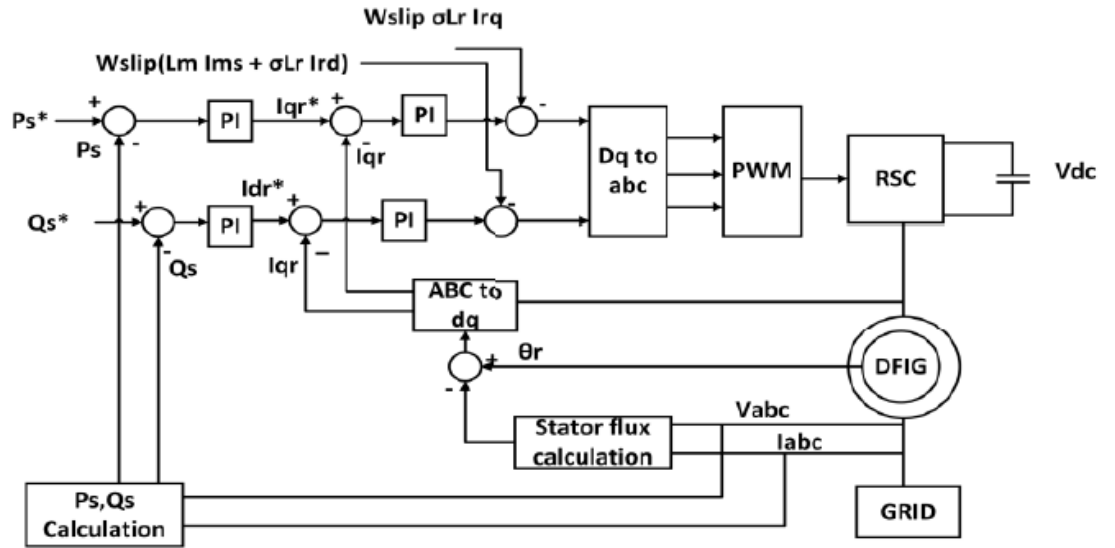 Wslip σLr Irq
Wslip(Lm Ims + σLr Ird)
+
-
Ps*
PI
Iqr*
+
PI
Ps
-
-
Iqr
Dq to
abc
PWM
RSC
Vdc
Idr*
Qs*
+
PI
+
PI
-
-
Qs
Iqr
–
ABC to
dq
+
θr
-
DFIG
Vabc
Stator flux
calculation
Iabc
Ps,Qs
Calculation
GRID